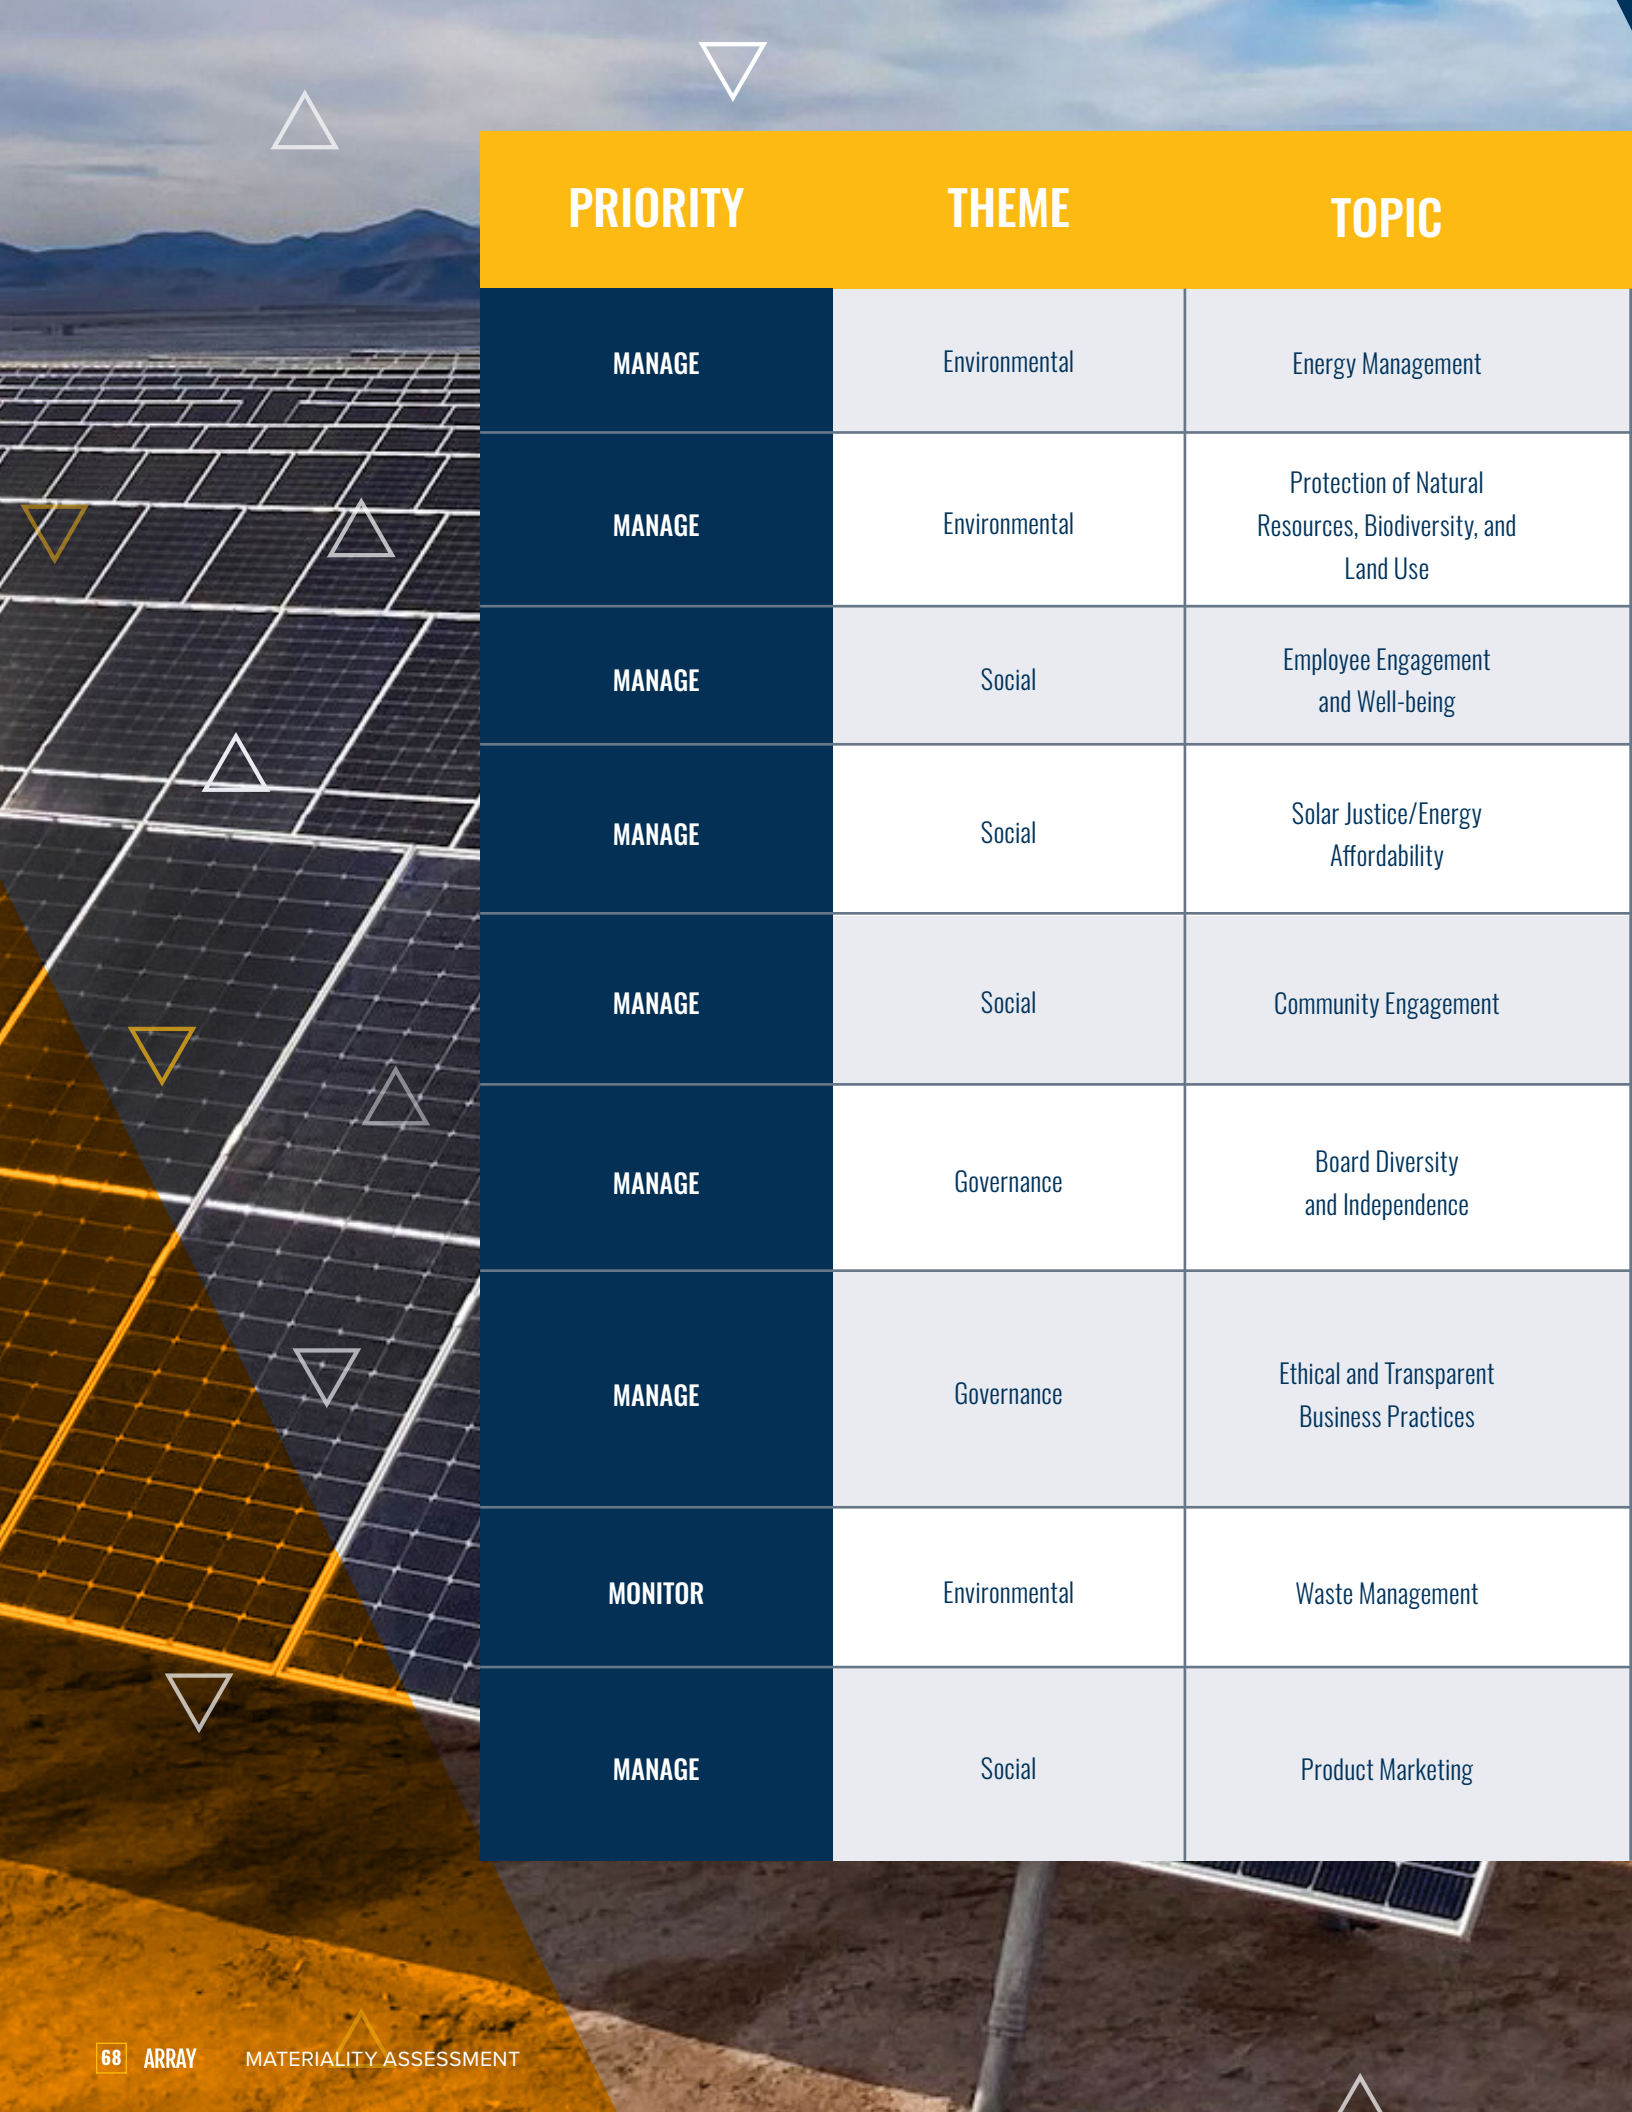 PRIORITY THEME TOPIC
MANAGE Environmental Energy Management
MANAGE Environmental Protection of Natural
Resources, Biodiversity, and
Land Use
MANAGE Social Employee Engagement
and Well-being
MANAGE Social Solar Justice/Energy
Affordability
MANAGE Social Community Engagement
MANAGE Governance Board Diversity
and Independence
MANAGE Governance Ethical and Transparent
Business Practices
MONITOR Environmental Waste Management
MANAGE Social Product Marketing
68 ARRAY MATERIALITY ASSESSMENT